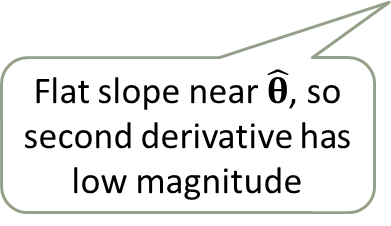 Flat slope near θ̂, so
second derivative has
low magnitude